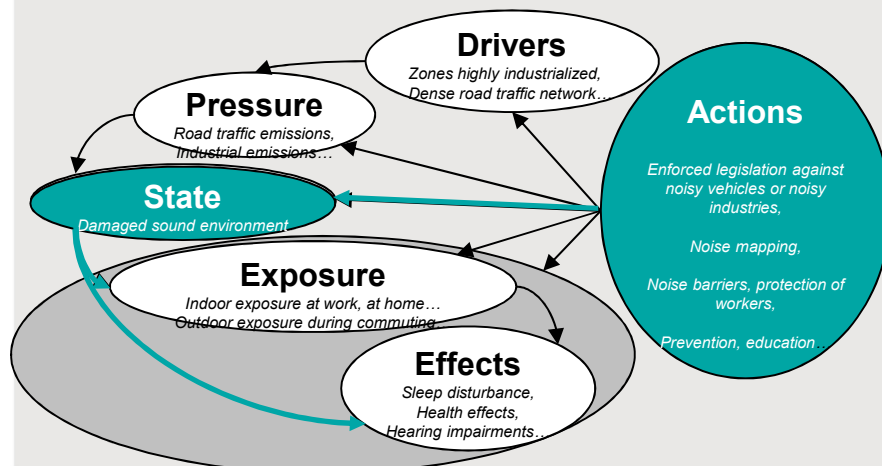 Drivers
Zones highly industrialized,
Dense road traffic network…
Pressure
Road traffic emissions,
Industrial emissions…
State
Damaged sound environment
Exposure
Indoor exposure at work, at home…
Outdoor exposure during commuting…
Effects
Sleep disturbance,
Health effects,
Hearing impairments…
Actions
Enforced legislation against
noisy vehicles or noisy
industries,
Noise mapping,
Noise barriers, protection of
workers,
Prevention, education…